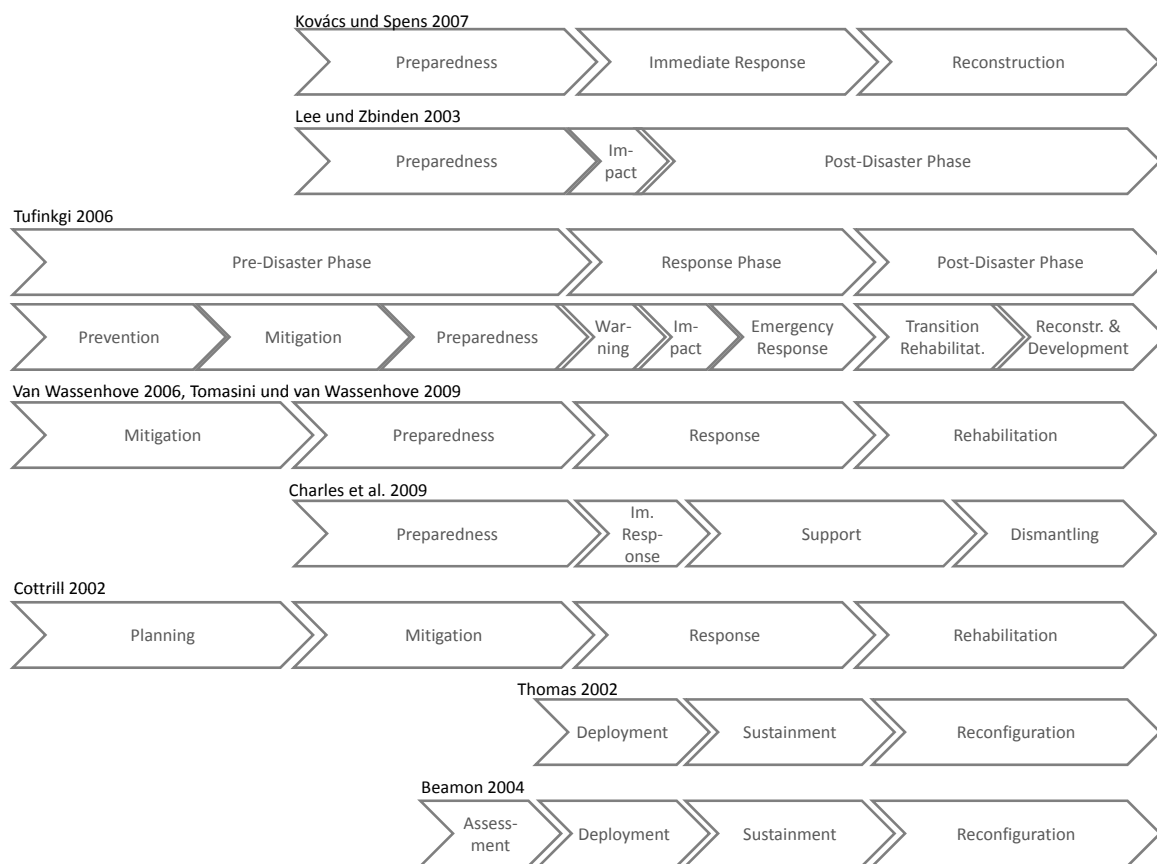 Kovács und Spens 2007
Preparedness
Immediate Response
Reconstruction
Lee und Zbinden 2003
Preparedness
Im-
pact
Post-Disaster Phase
Tufinkgi 2006
Pre-Disaster Phase
Response Phase
Post-Disaster Phase
Prevention
Mitigation
Preparedness
War-
ning
Im-
pact
Emergency
Response
Transition
Rehabilitat.
Reconstr. &
Development
Van Wassenhove 2006, Tomasini und van Wassenhove 2009
Mitigation
Preparedness
Response
Rehabilitation
Charles et al. 2009
Preparedness
Im.
Resp-
onse
Support
Dismantling
Cottrill 2002
Planning
Mitigation
Response
Rehabilitation
Thomas 2002
Deployment
Sustainment
Reconfiguration
Beamon 2004
Assess-
ment
Deployment
Sustainment
Reconfiguration